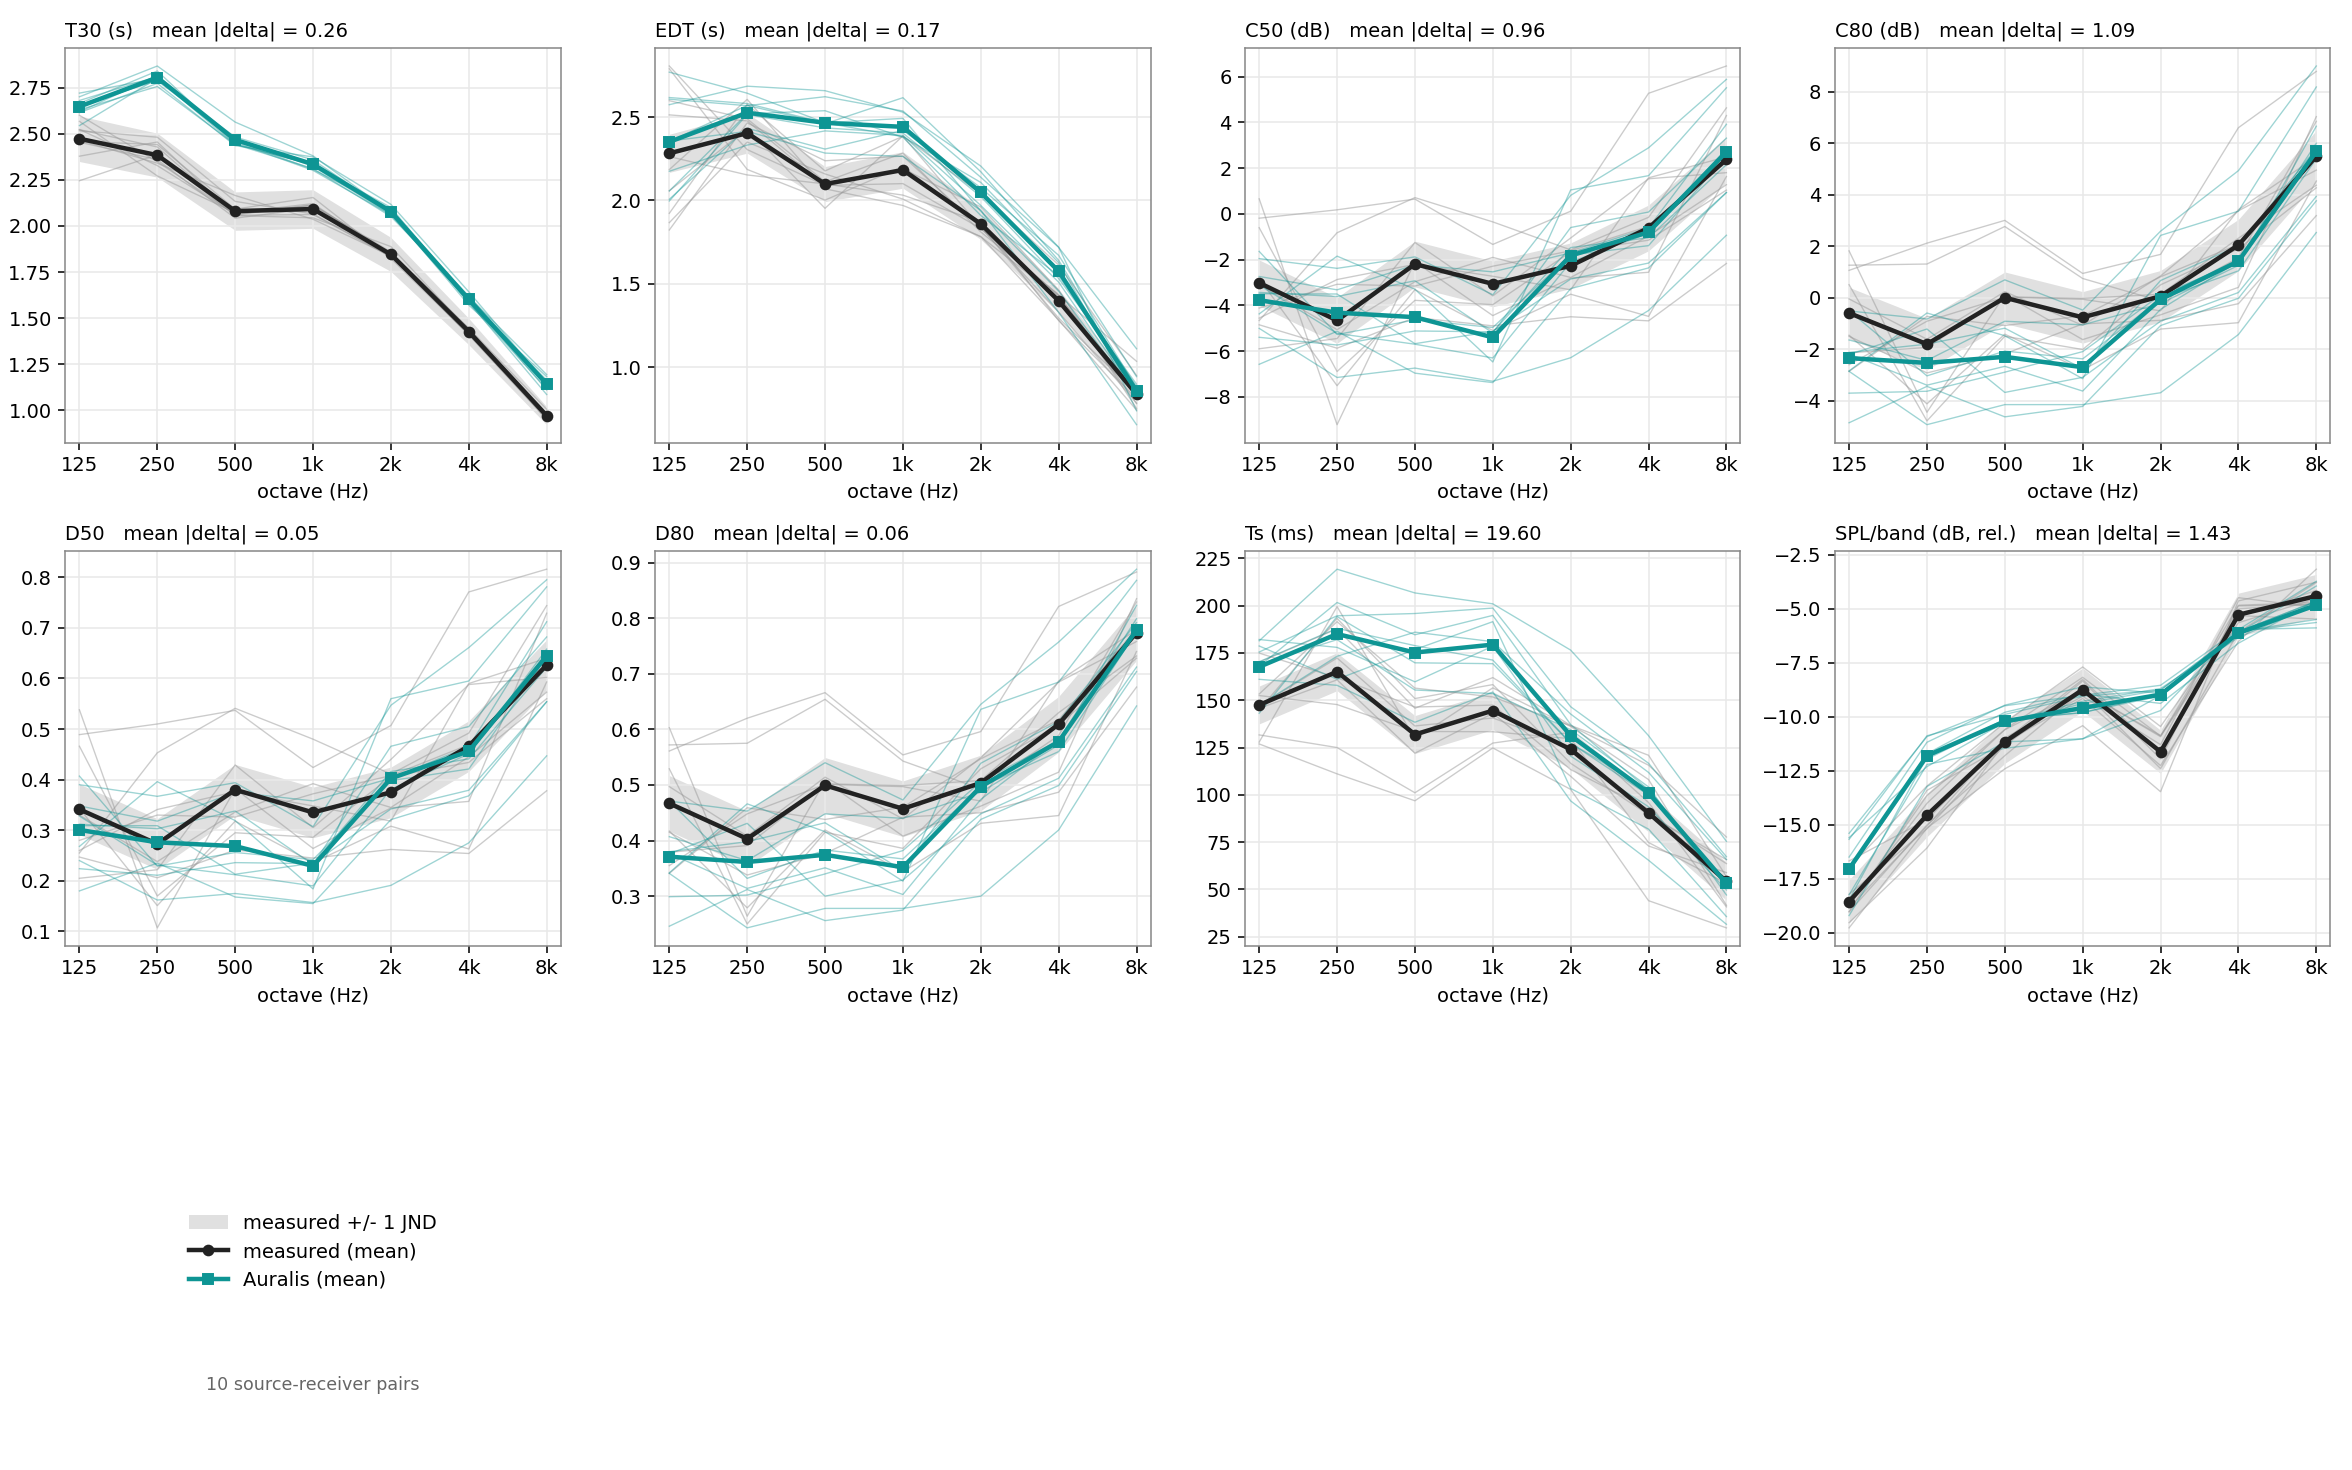 T30 (s)   mean |delta| = 0.26
2.75
2.50
2.25
2.00
1.75
1.50
1.25
1.00
125 250 500 1k 2k 4k 8k
octave (Hz)
EDT (s)   mean |delta| = 0.17
2.5
2.0
1.5
1.0
125 250 500 1k 2k 4k 8k
octave (Hz)
C50 (dB)   mean |delta| = 0.96
6
4
2
0
−2
−4
−6
−8
125 250 500 1k 2k 4k 8k
octave (Hz)
C80 (dB)   mean |delta| = 1.09
8
6
4
2
0
−2
−4
125 250 500 1k 2k 4k 8k
octave (Hz)
D50   mean |delta| = 0.05
0.8
0.7
0.6
0.5
0.4
0.3
0.2
0.1
125 250 500 1k 2k 4k 8k
octave (Hz)
D80   mean |delta| = 0.06
0.9
0.8
0.7
0.6
0.5
0.4
0.3
125 250 500 1k 2k 4k 8k
octave (Hz)
Ts (ms)   mean |delta| = 19.60
225
200
175
150
125
100
75
50
25
125 250 500 1k 2k 4k 8k
octave (Hz)
SPL/band (dB, rel.)   mean |delta| = 1.43
−2.5
−5.0
−7.5
−10.0
−12.5
−15.0
−17.5
−20.0
125 250 500 1k 2k 4k 8k
octave (Hz)
measured +/- 1 JND
measured (mean)
Auralis (mean)
10 source-receiver pairs